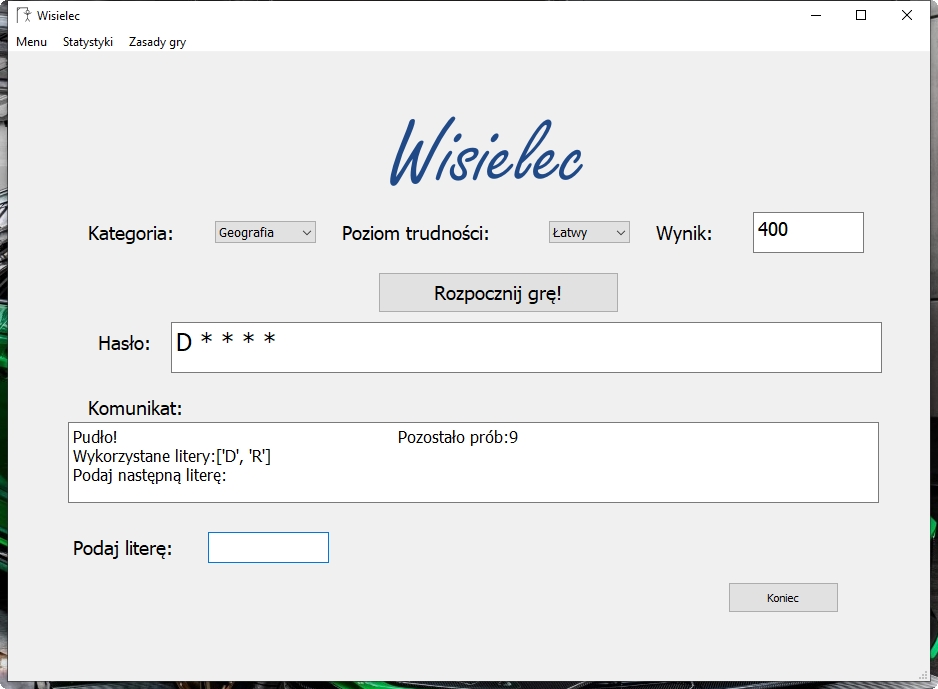 Wisielec
Menu Statystyki Zasady gry
Wisielec
Kategoria: Geografia Poziom trudności: Łatwy Wynik: 400
Rozpocznij grę!
Hasło: D * * * *
Komunikat:
Pudło! Pozostało prób:9
Wykorzystane litery:['D', 'R']
Podaj następną literę:
Podaj literę:
Koniec